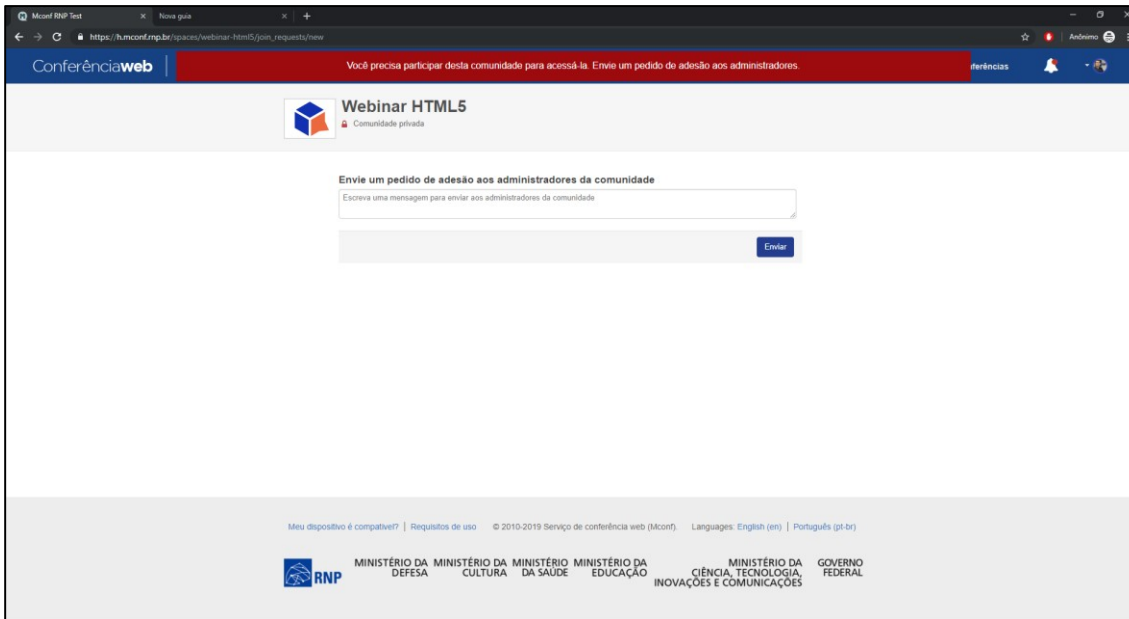 Mconf RNP Test
Nova guia
https://h.mconf.rnp.br/spaces/webinar-html5/join_requests/new
Anônimo
Conferênciaweb
Você precisa participar desta comunidade para acessá-la. Envie um pedido de adesão aos administradores.
nferências
Webinar HTML5
Comunidade privada
Envie um pedido de adesão aos administradores da comunidade
Escreva uma mensagem para enviar aos administradores da comunidade
Enviar
Meu dispositivo é compatível? | Requisitos de uso © 2010-2019 Serviço de conferência web (Mconf). Languages: English (en) | Português (pt-br)
RNP
MINISTÉRIO DA DEFESA
MINISTÉRIO DA CULTURA
MINISTÉRIO DA SAÚDE
MINISTÉRIO DA EDUCAÇÃO
MINISTÉRIO DA CIÊNCIA, TECNOLOGIA, INOVAÇÕES E COMUNICAÇÕES
GOVERNO FEDERAL